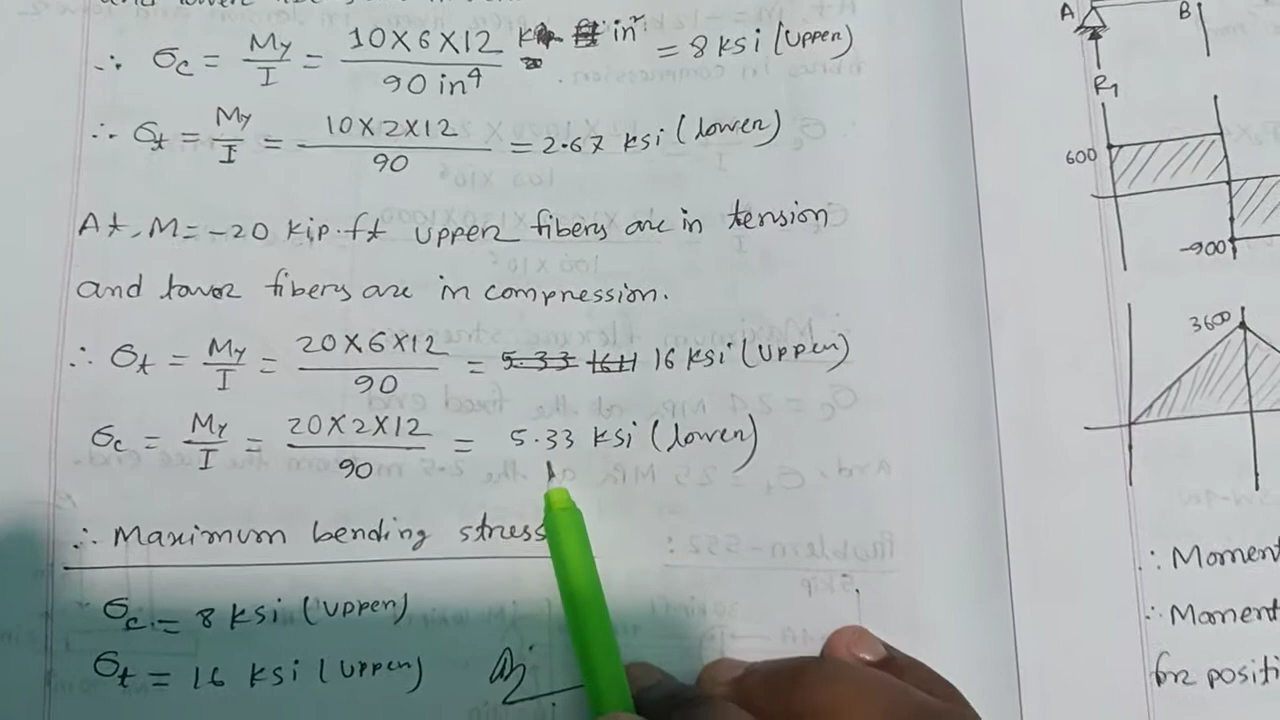 ∴ σc = My/I = 10×6×12 in²/90 in⁴ = 8 ksi (Upper)
∴ σt = My/I = 10×2×12/90 = 2.67 ksi (lower)
At, M = -20 kip.ft upper fibers are in tension
and lower fibers are in compression.
∴ σt = My/I = 20×6×12/90 = 16 ksi (Upper)
σc = My/I = 20×2×12/90 = 5.33 ksi (lower)
∴ Maximum bending stress
σc = 8 ksi (Upper)
σt = 16 ksi (Upper)
A
B
R₁
600
-900
3600
∴ Moment
∴ Moment
for positi